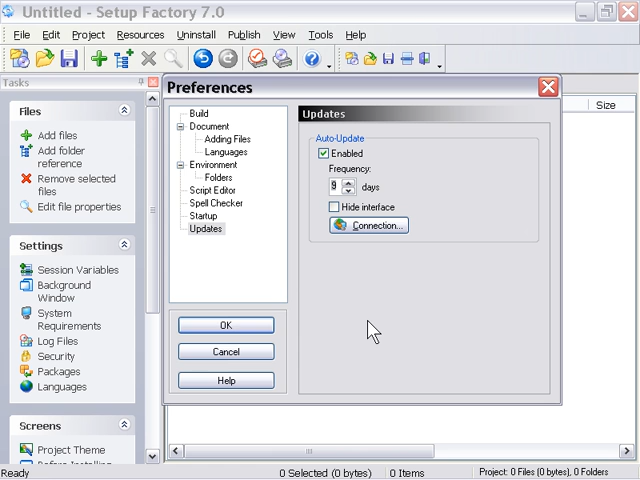 Untitled - Setup Factory 7.0
File Edit Project Resources Uninstall Publish View Tools Help
Tasks
Files
Add files
Add folder
reference
Remove selected
files
Edit file properties
Settings
Session Variables
Background
Window
System
Requirements
Log Files
Security
Packages
Languages
Screens
Project Theme
Preferences
Build
Document
Adding Files
Languages
Environment
Folders
Script Editor
Spell Checker
Startup
Updates
OK
Cancel
Help
Updates
Auto-Update
Enabled
Frequency:
9 days
Hide interface
Connection...
Size
Ready
0 Selected (0 bytes)
0 Items
Project: 0 Files (0 bytes), 0 Folders